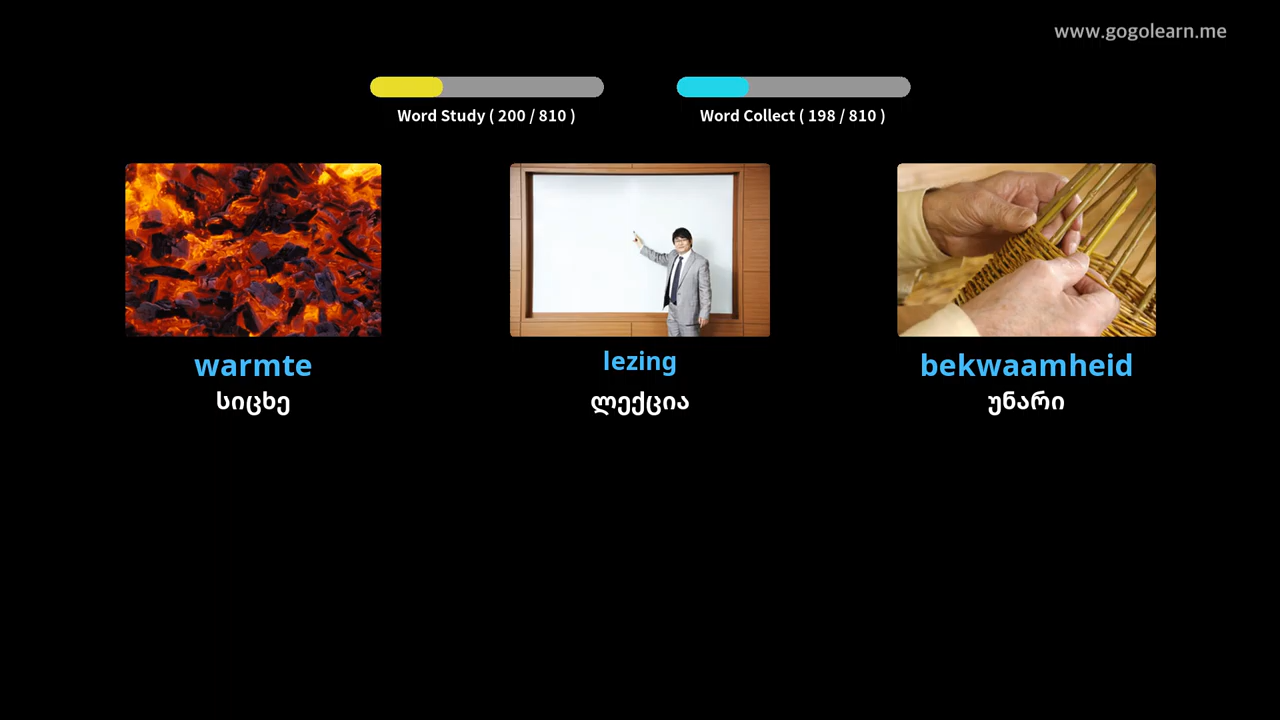 www.gogolearn.me
Word Study ( 200 / 810 )
Word Collect ( 198 / 810 )
warmte
სიცხე
lezing
ლექცია
bekwaamheid
უნარი